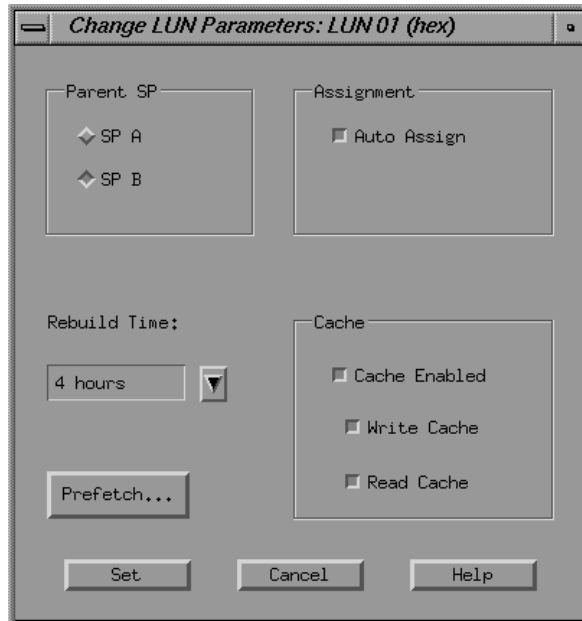 Change LUN Parameters: LUN 01 (hex)
Parent SP
SP A
SP B
Assignment
Auto Assign
Rebuild Time:
4 hours
Prefetch...
Cache
Cache Enabled
Write Cache
Read Cache
Set
Cancel
Help